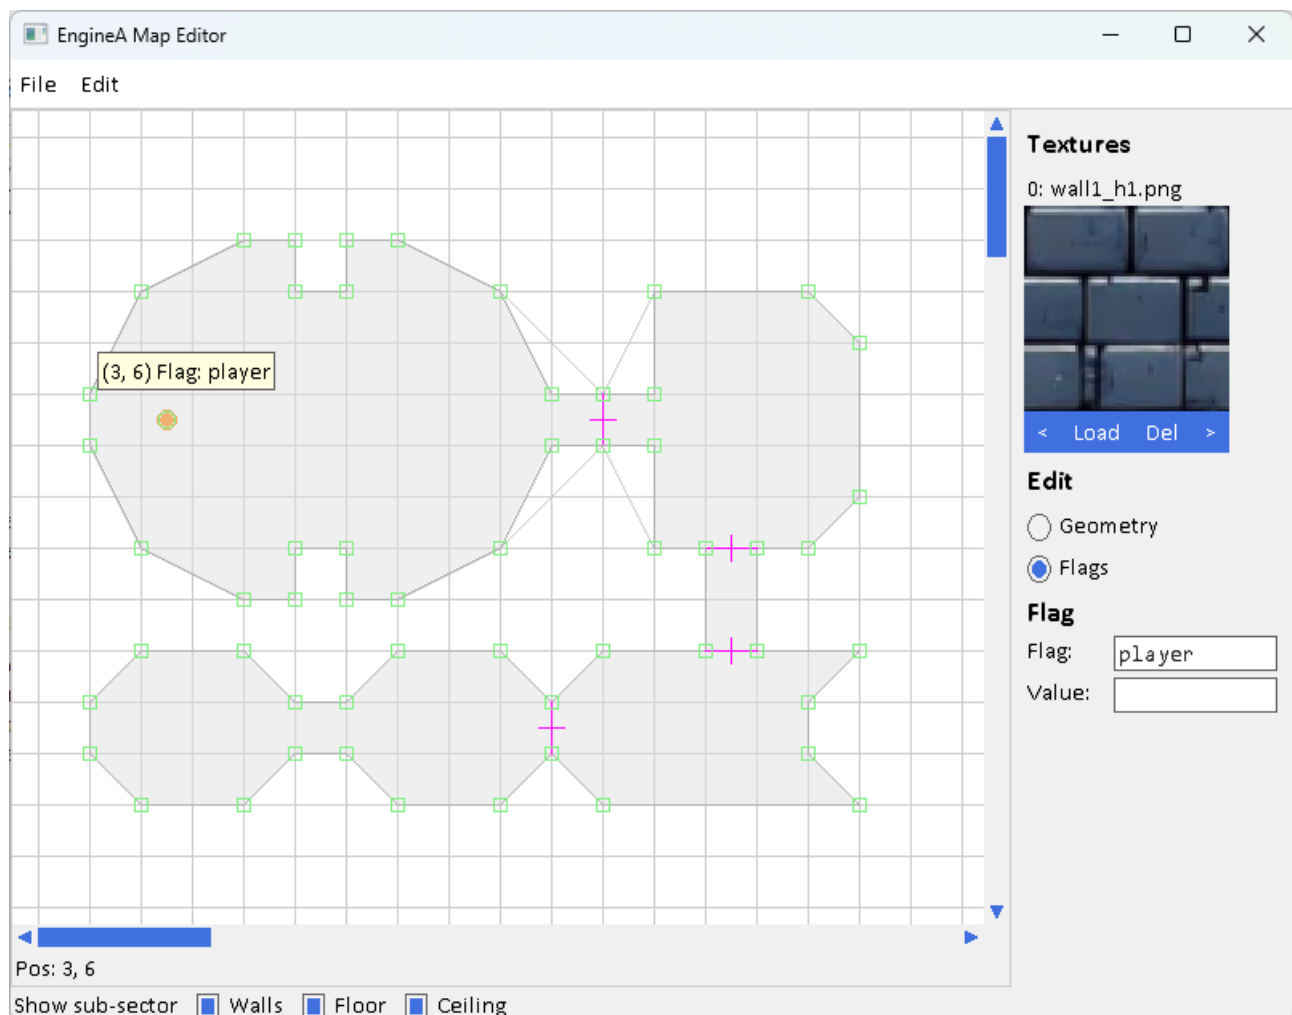 EngineA Map Editor
File Edit
Textures
0: wall1_h1.png
(3, 6) Flag: player
< Load Del >
Edit
Geometry
Flags
Flag
Flag: player
Value:
Pos: 3, 6
Show sub-sector Walls Floor Ceiling